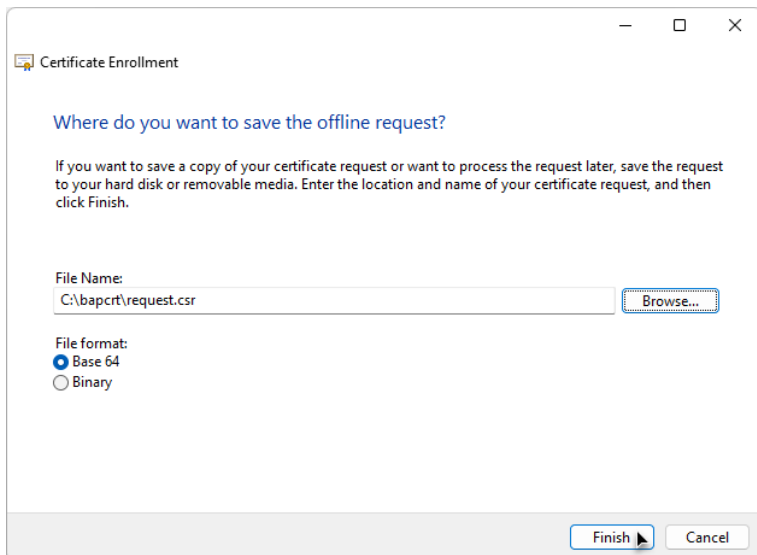 Certificate Enrollment
Where do you want to save the offline request?
If you want to save a copy of your certificate request or want to process the request later, save the request
to your hard disk or removable media. Enter the location and name of your certificate request, and then
click Finish.
File Name:
C:\bapcrt\request.csr
Browse...
File format:
Base 64
Binary
Finish
Cancel